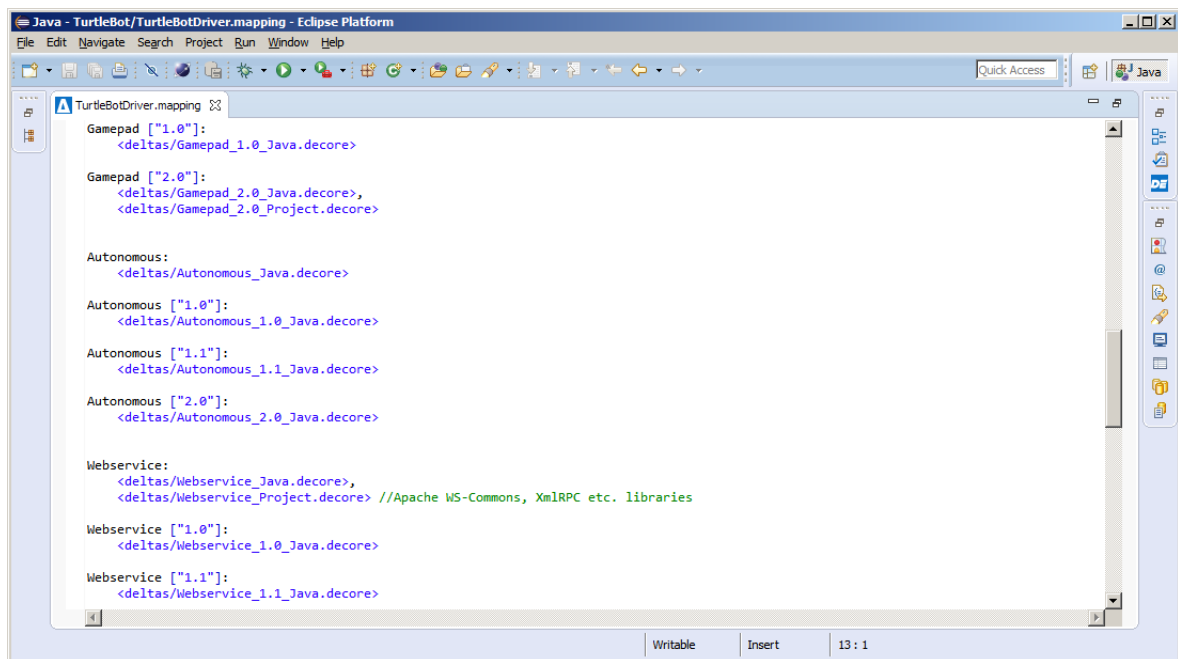 Java - TurtleBot/TurtleBotDriver.mapping - Eclipse Platform
File Edit Navigate Search Project Run Window Help
Quick Access
Java
TurtleBotDriver.mapping
Gamepad ["1.0"]:
<deltas/Gamepad_1.0_Java.decore>
Gamepad ["2.0"]:
<deltas/Gamepad_2.0_Java.decore>,
<deltas/Gamepad_2.0_Project.decore>
Autonomous:
<deltas/Autonomous_Java.decore>
Autonomous ["1.0"]:
<deltas/Autonomous_1.0_Java.decore>
Autonomous ["1.1"]:
<deltas/Autonomous_1.1_Java.decore>
Autonomous ["2.0"]:
<deltas/Autonomous_2.0_Java.decore>
Webservice:
<deltas/Webservice_Java.decore>,
<deltas/Webservice_Project.decore> //Apache WS-Commons, XmlRPC etc. libraries
Webservice ["1.0"]:
<deltas/Webservice_1.0_Java.decore>
Webservice ["1.1"]:
<deltas/Webservice_1.1_Java.decore>
DE
@
Writable Insert 13 : 1